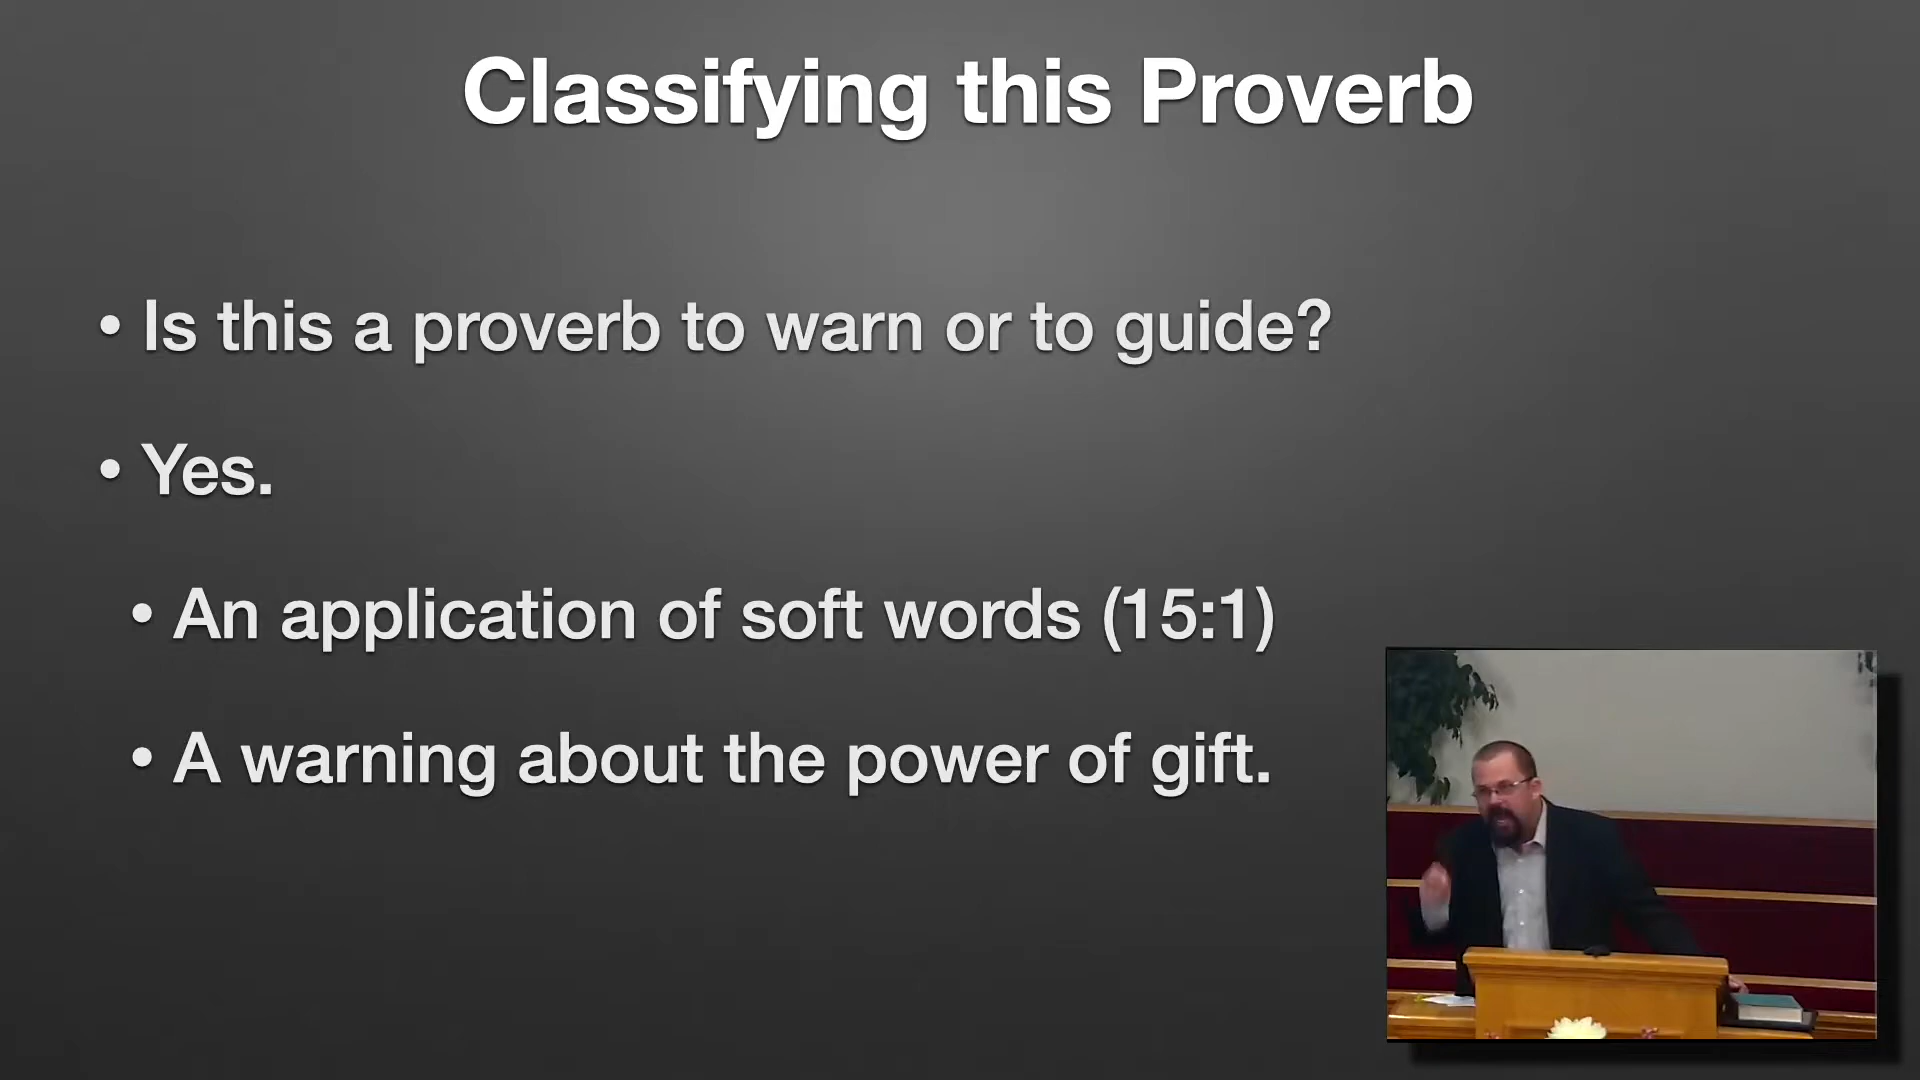 Classifying this Proverb
• Is this a proverb to warn or to guide?
• Yes.
• An application of soft words (15:1)
• A warning about the power of gift.